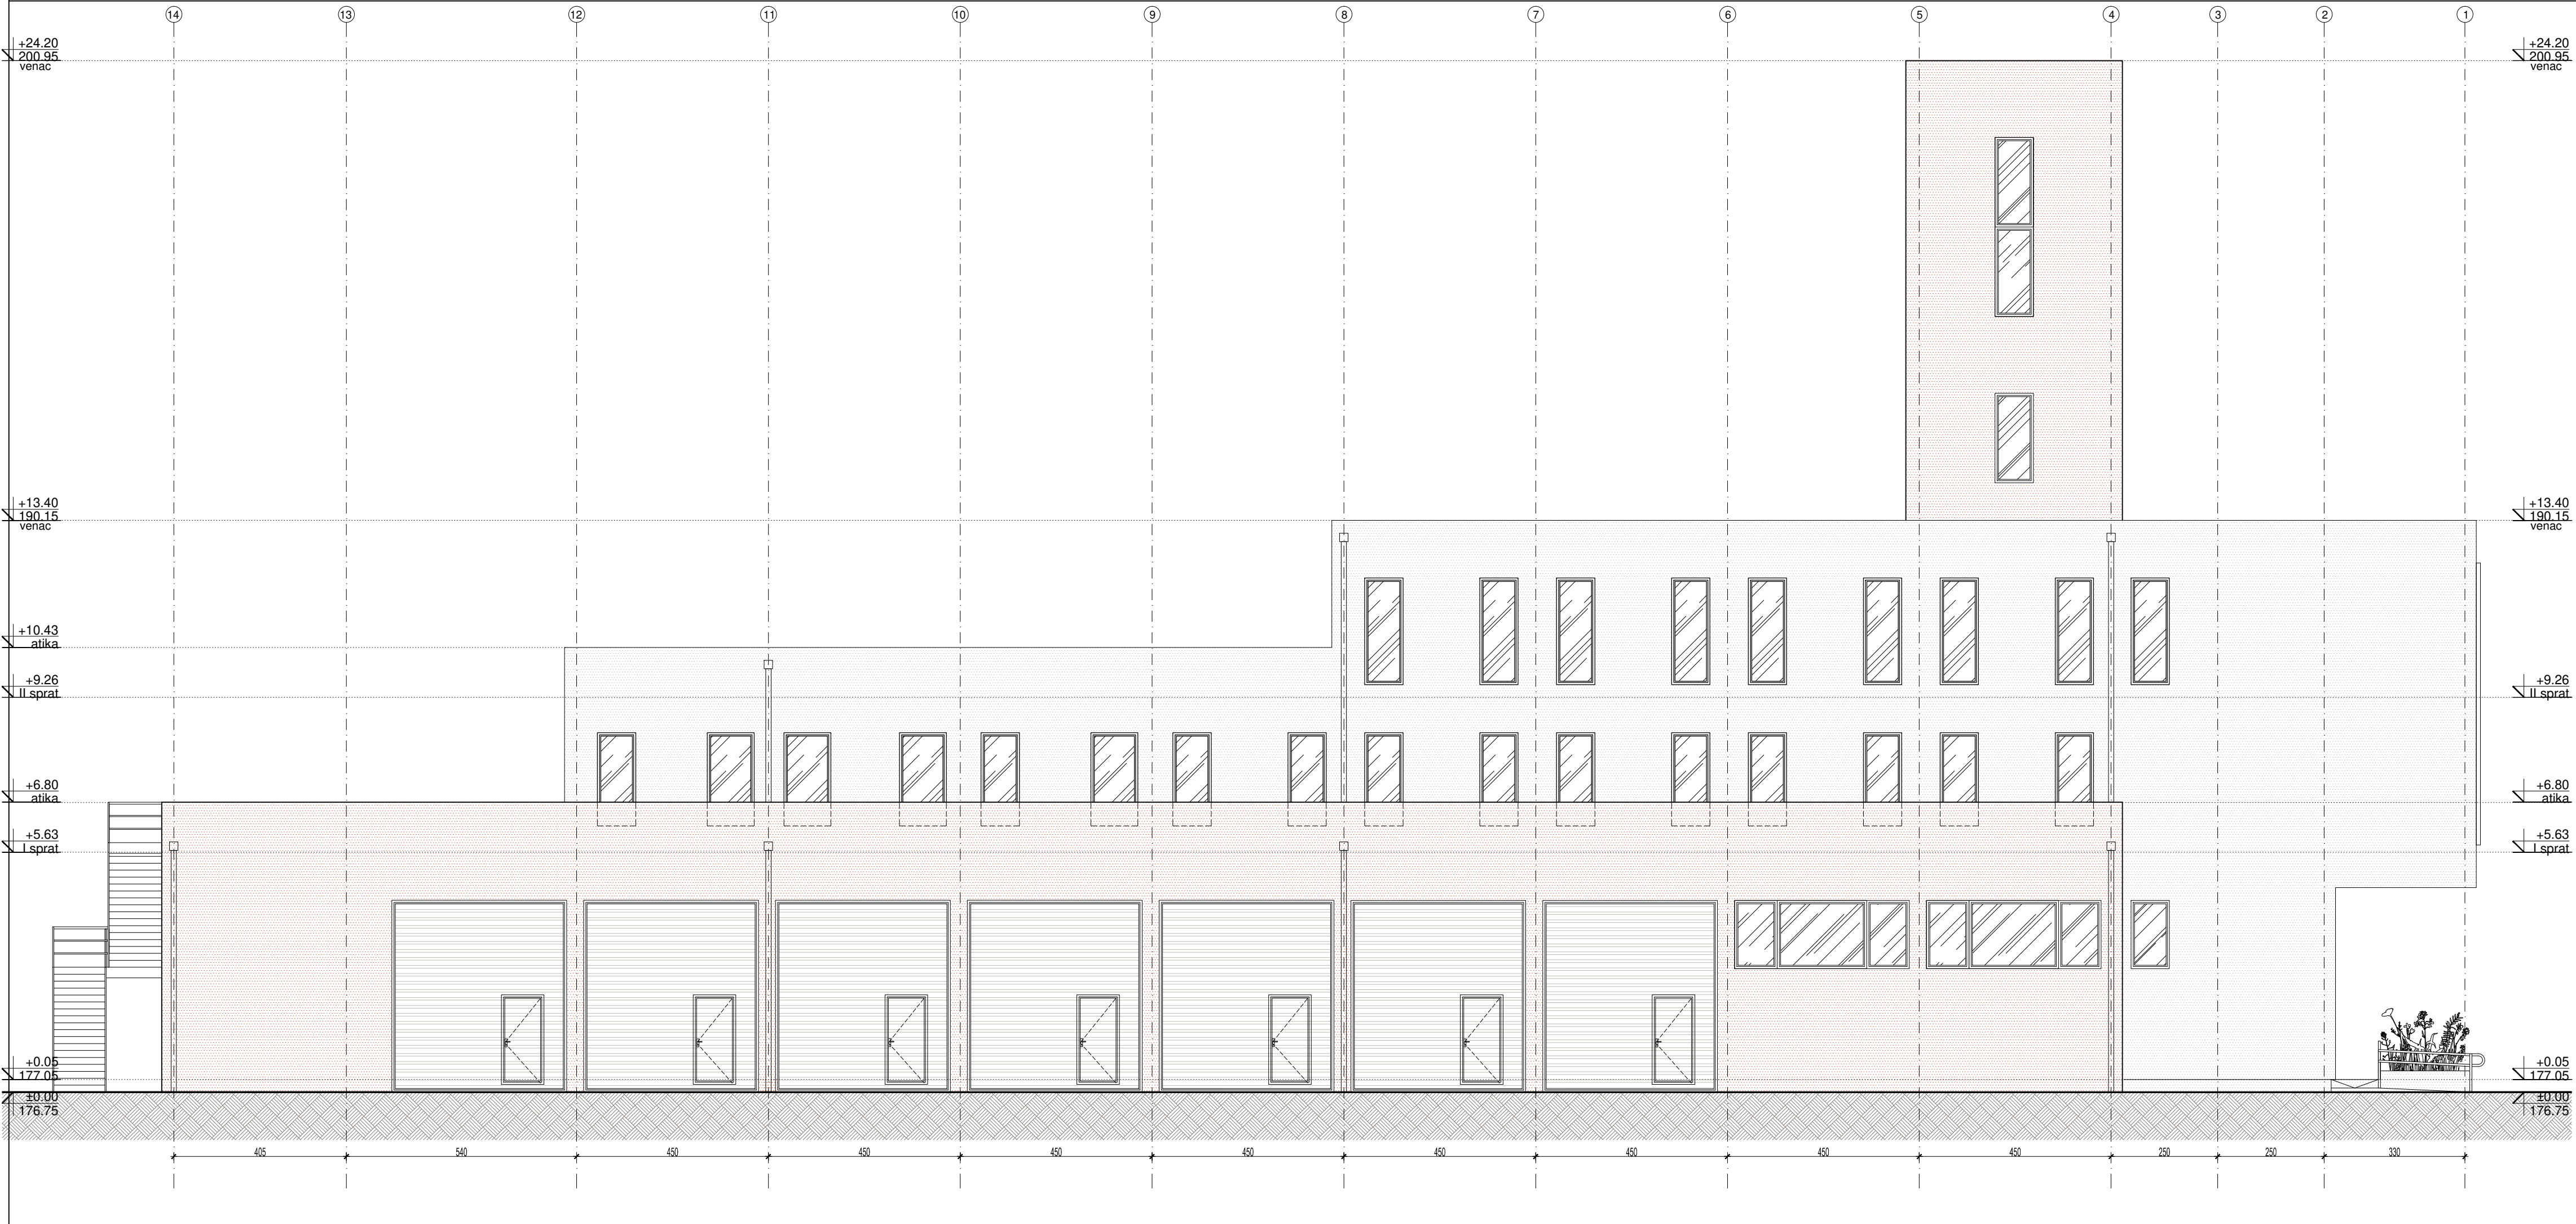 14 13 12 11 10 9 8 7 6 5 4 3 2 1
+24.20
200.95
venac
+24.20
200.95
venac
+13.40
190.15
venac
+13.40
190.15
venac
+10.43
atika
+9.26
II sprat
+9.26
II sprat
+6.80
atika
+6.80
atika
+5.63
I sprat
+5.63
I sprat
+0.05
177.05
+0.05
177.05
±0.00
176.75
±0.00
176.75
405 540 450 450 450 450 450 450 450 450 250 250 330